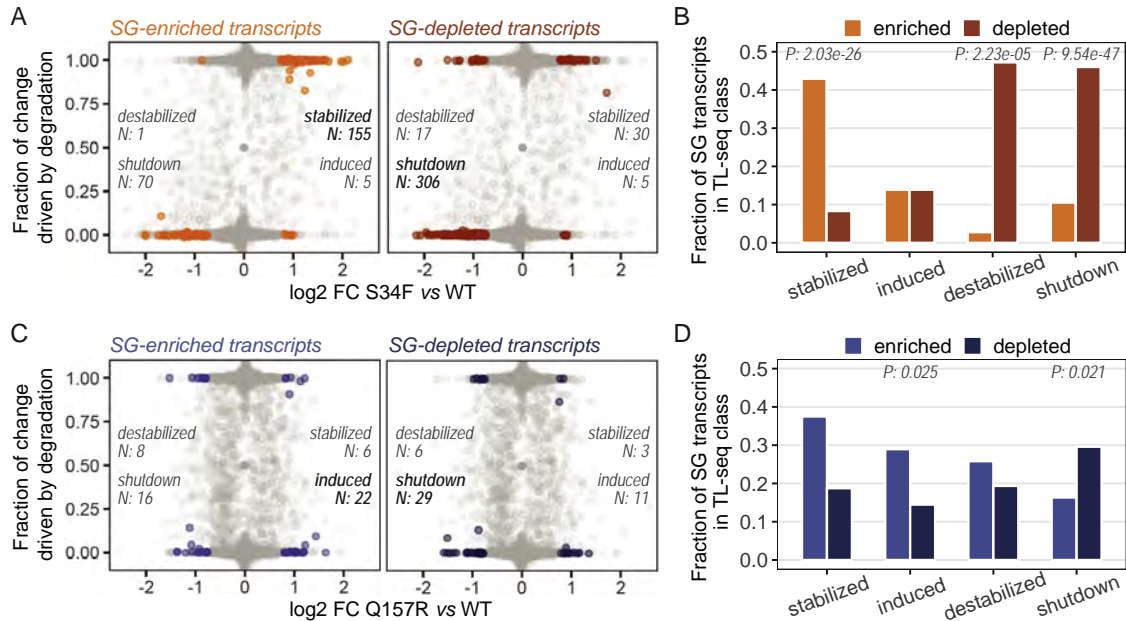 A
SG-enriched transcripts
SG-depleted transcripts
Fraction of change
driven by degradation
1.00
0.75
0.50
0.25
0.00
destabilized
N: 1
stabilized
N: 155
shutdown
N: 70
induced
N: 5
destabilized
N: 17
stabilized
N: 30
shutdown
N: 306
induced
N: 5
-2 -1 0 1 2
-2 -1 0 1 2
log2 FC S34F vs WT
B
enriched depleted
Fraction of SG transcripts
in TL-seq class
0.5
0.4
0.3
0.2
0.1
0.0
P: 2.03e-26
P: 2.23e-05
P: 9.54e-47
stabilized
induced
destabilized
shutdown
C
SG-enriched transcripts
SG-depleted transcripts
Fraction of change
driven by degradation
1.00
0.75
0.50
0.25
0.00
destabilized
N: 8
stabilized
N: 6
shutdown
N: 16
induced
N: 22
destabilized
N: 6
stabilized
N: 3
shutdown
N: 29
induced
N: 11
-2 -1 0 1 2
-2 -1 0 1 2
log2 FC Q157R vs WT
D
enriched depleted
Fraction of SG transcripts
in TL-seq class
0.5
0.4
0.3
0.2
0.1
0.0
P: 0.025
P: 0.021
stabilized
induced
destabilized
shutdown